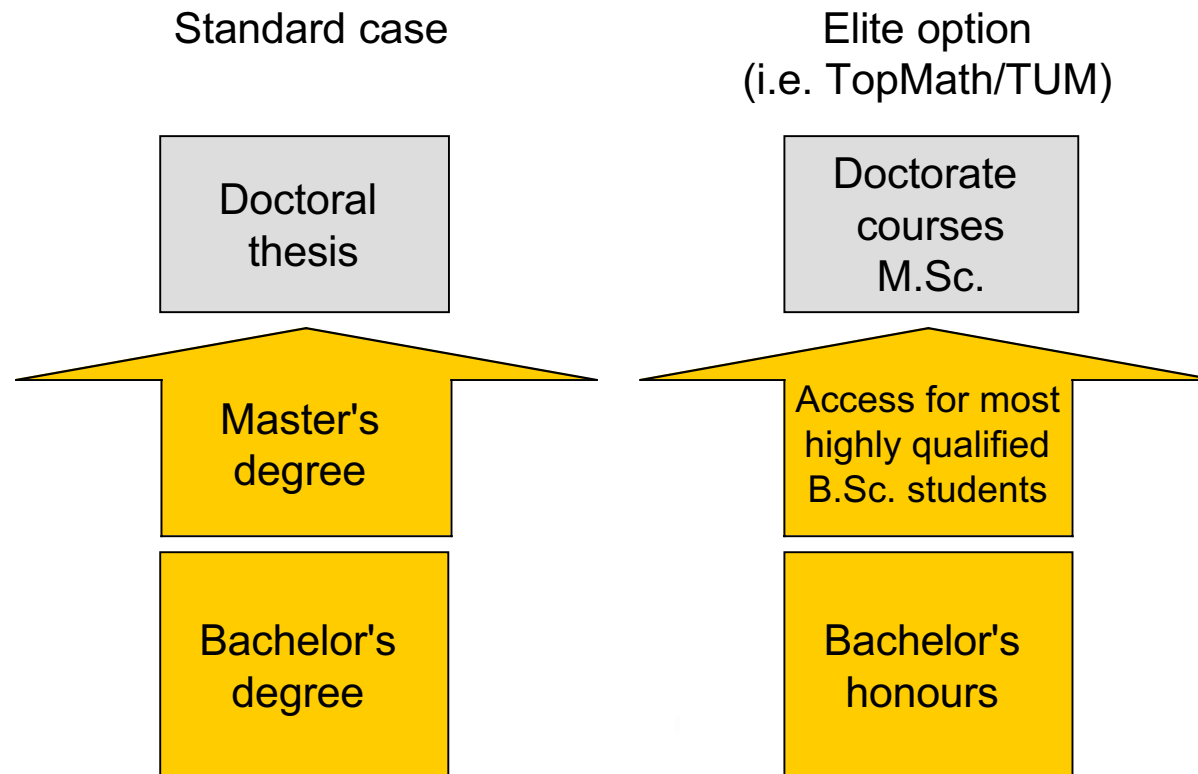 Standard case
Doctoral
thesis
Master's
degree
Bachelor's
degree
Elite option
(i.e. TopMath/TUM)
Doctorate
courses
M.Sc.
Access for most
highly qualified
B.Sc. students
Bachelor's
honours